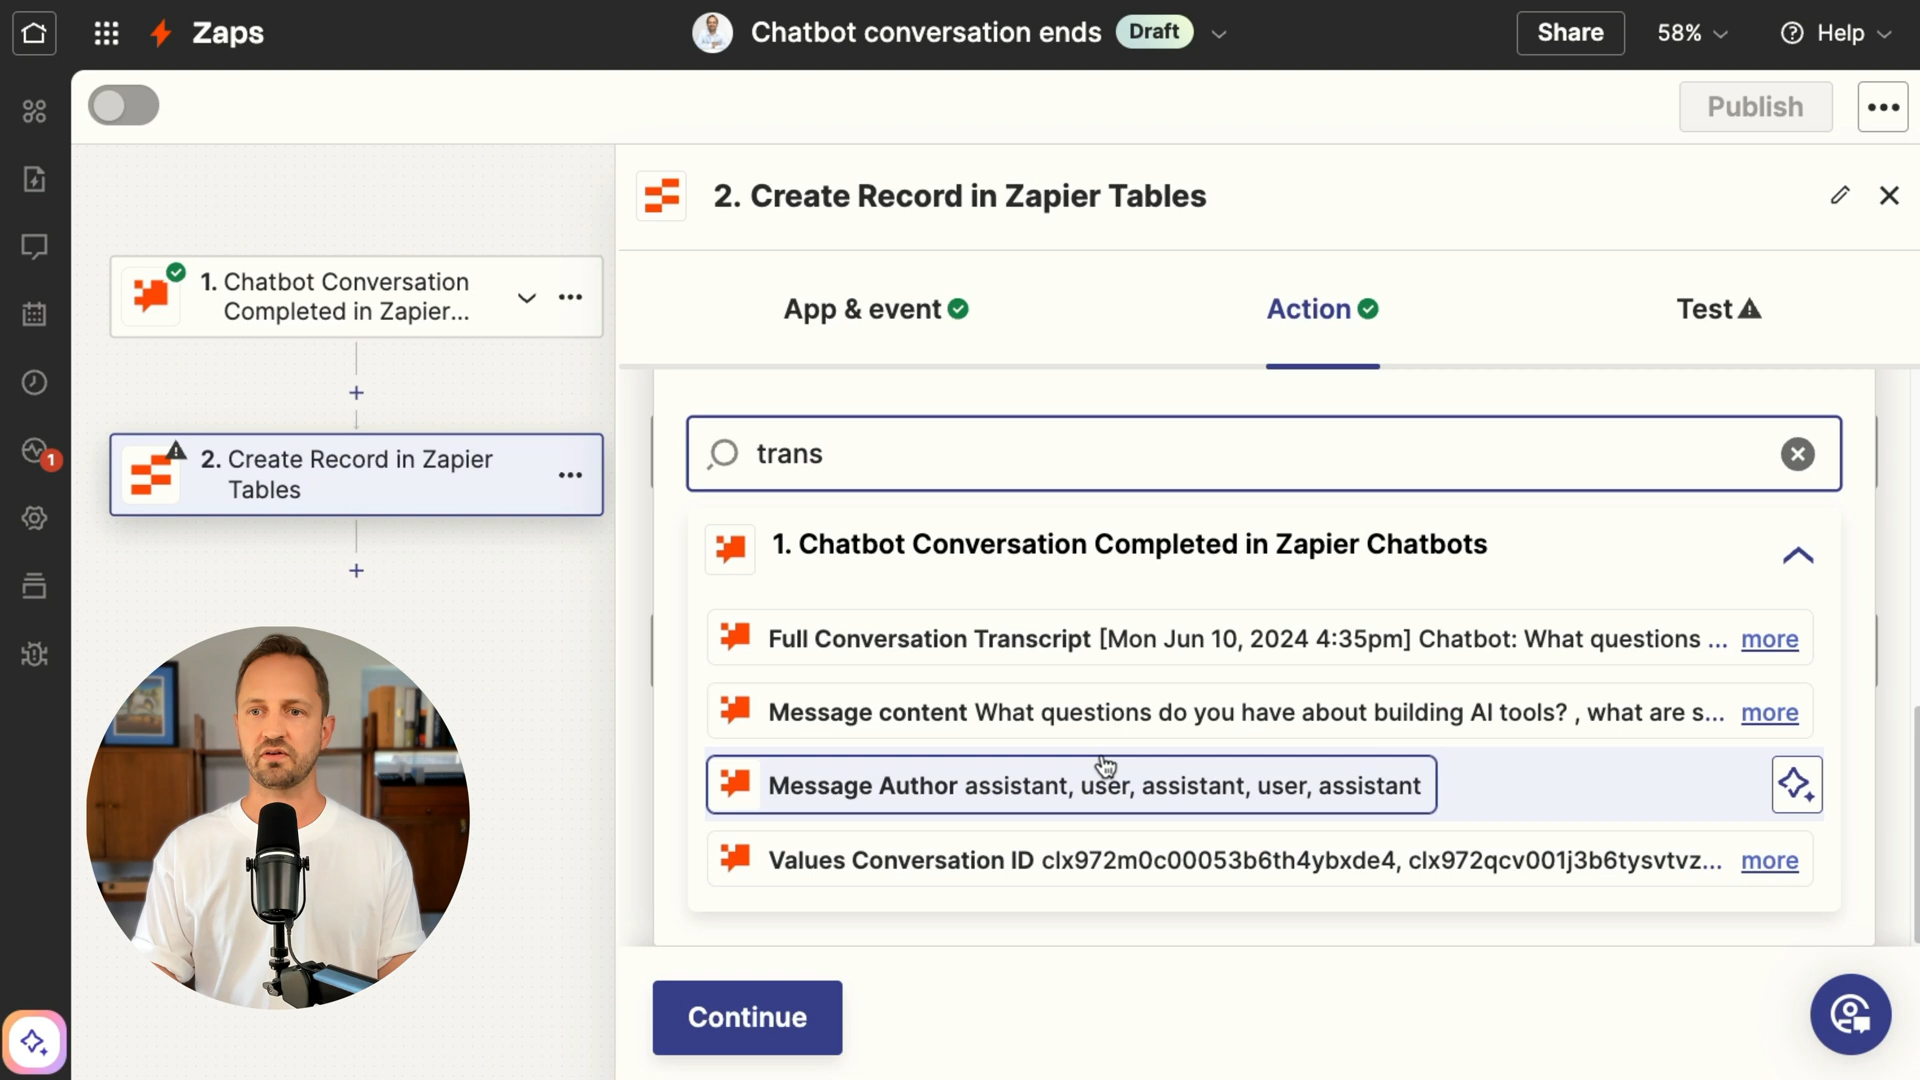 Zaps
Chatbot conversation ends Draft
Share
58%
Help
Publish
2. Create Record in Zapier Tables
1. Chatbot Conversation
Completed in Zapier...
App & event
Action
Test
2. Create Record in Zapier
Tables
1
trans
1. Chatbot Conversation Completed in Zapier Chatbots
Full Conversation Transcript [Mon Jun 10, 2024 4:35pm] Chatbot: What questions ... more
Message content What questions do you have about building AI tools? , what are s... more
Message Author assistant, user, assistant, user, assistant
Values Conversation ID clx972m0c00053b6th4ybxde4, clx972qcv001j3b6tysvtvz... more
Continue